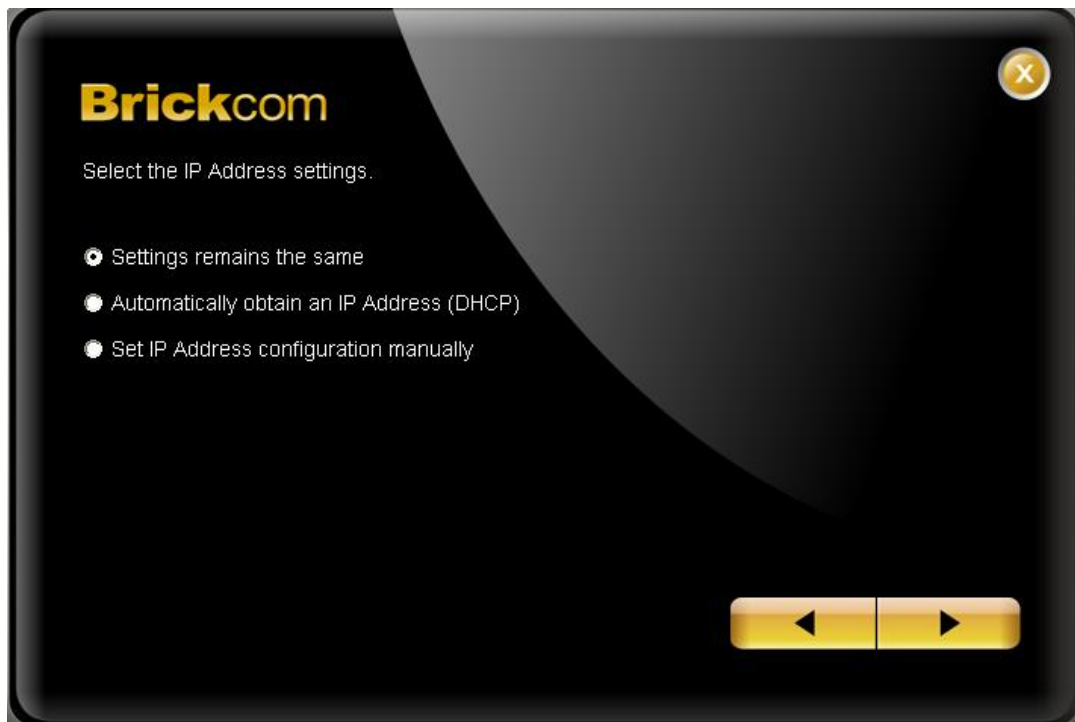 Brickcom
X
Select the IP Address settings.
Settings remains the same
Automatically obtain an IP Address (DHCP)
Set IP Address configuration manually